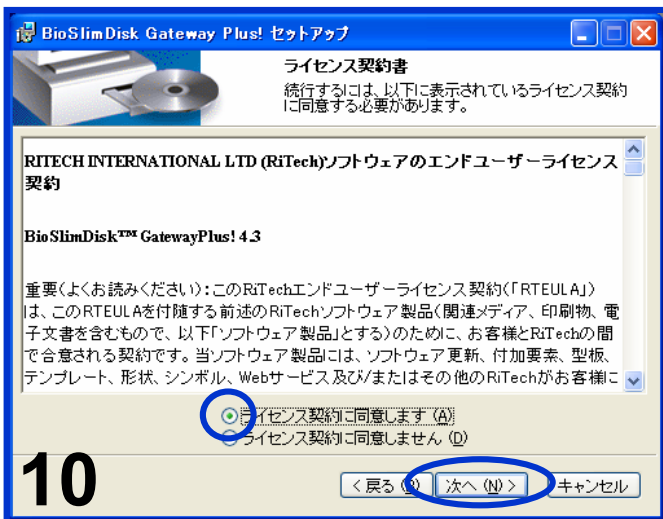 BioSlimDisk Gateway Plus! セットアップ
ライセンス契約書
続行するには、以下に表示されているライセンス契約
に同意する必要があります。
RITECH INTERNATIONAL LTD (RiTech)ソフトウェアのエンドユーザーライセンス
契約
BioSlimDisk™ GatewayPlus! 4.3
重要(よくお読みください):このRiTechエンドユーザーライセンス契約(「RTEULA」)
は、このRTEULAを付随する前述のRiTechソフトウェア製品(関連メディア、印刷物、電
子文書を含むもので、以下「ソフトウェア製品」とする)のために、お客様とRiTechの間
で合意される契約です。当ソフトウェア製品には、ソフトウェア更新、付加要素、型板、
テンプレート、形状、シンボル、Webサービス及び/またはその他のRiTechがお客様に
ライセンス契約に同意します (A)
ライセンス契約に同意しません (D)
10
< 戻る (B) 次へ (N) > キャンセル